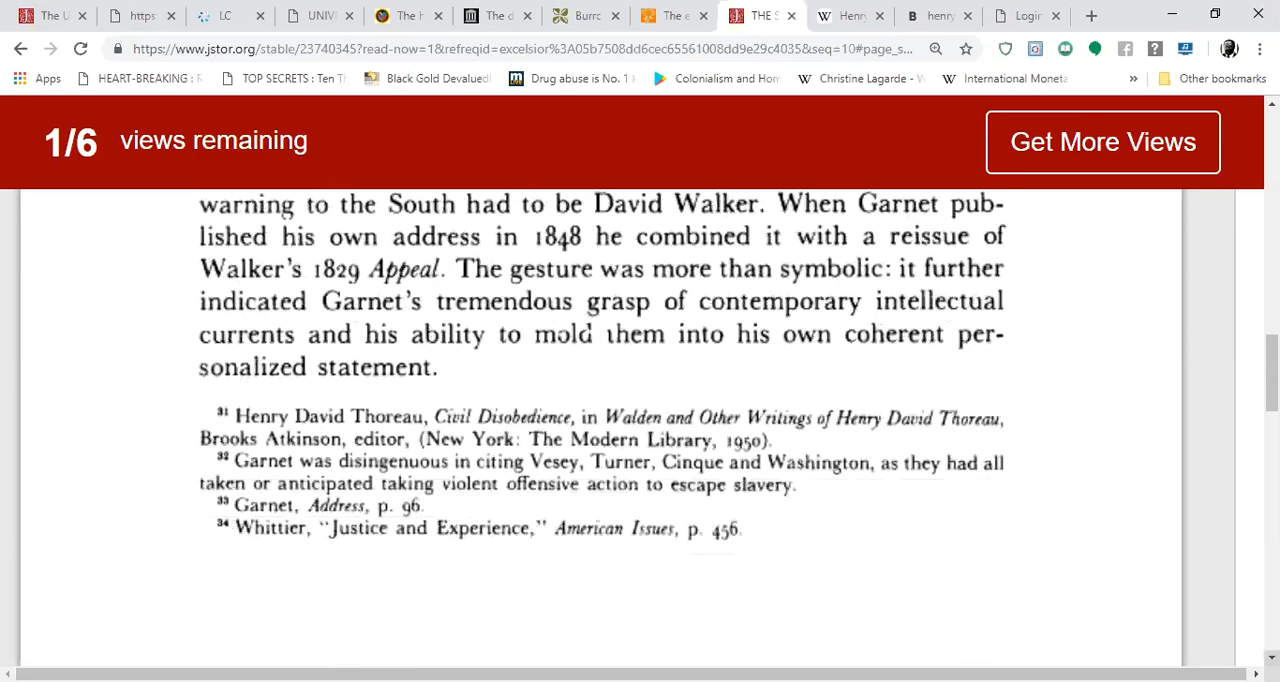 The U
https
LC
UNIV
The h
The d
Burrc
The e
THE S
Henry
henry
Login
https://www.jstor.org/stable/23740345?read-now=1&refreqid=excelsior%3A05b7508dd6cec65561008dd9e29c4035&seq=10#page_s...
Apps
HEART-BREAKING : R
TOP SECRETS : Ten Th
Black Gold Devalued
Drug abuse is No. 1
Colonialism and Hom
Christine Lagarde - W
International Moneta
»
Other bookmarks
1/6 views remaining
Get More Views
warning to the South had to be David Walker. When Garnet pub-
lished his own address in 1848 he combined it with a reissue of
Walker's 1829 Appeal. The gesture was more than symbolic: it further
indicated Garnet's tremendous grasp of contemporary intellectual
currents and his ability to mold them into his own coherent per-
sonalized statement.
³¹ Henry David Thoreau, Civil Disobedience, in Walden and Other Writings of Henry David Thoreau,
Brooks Atkinson, editor, (New York: The Modern Library, 1950).
³² Garnet was disingenuous in citing Vesey, Turner, Cinque and Washington, as they had all
taken or anticipated taking violent offensive action to escape slavery.
³³ Garnet, Address, p. 96.
³⁴ Whittier, "Justice and Experience," American Issues, p. 456.